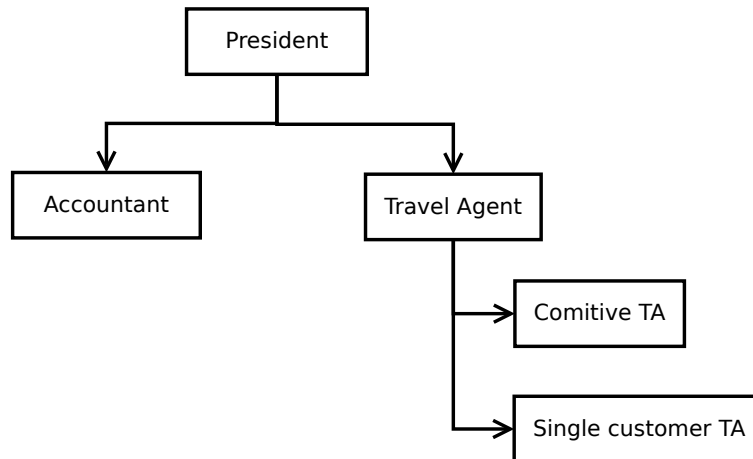 President
Accountant
Travel Agent
Comitive TA
Single customer TA